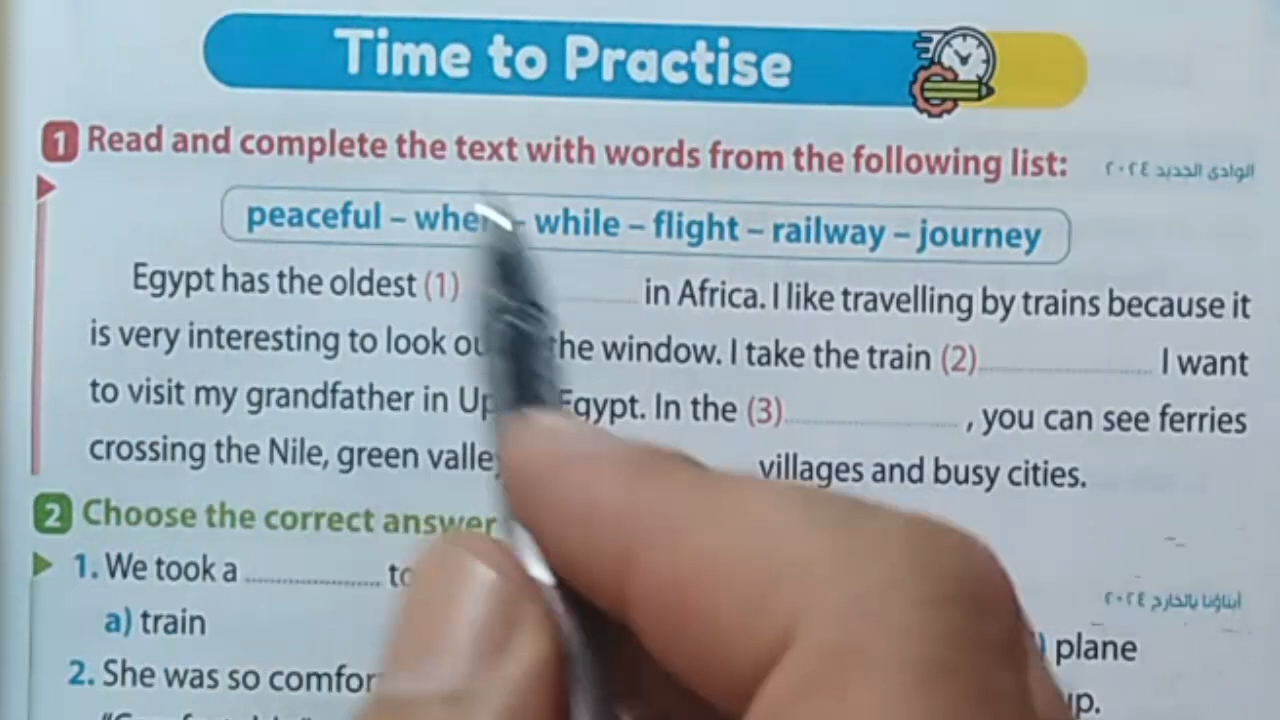 Time to Practise
1 Read and complete the text with words from the following list: الوادى الجديد ٢٠٢٤
peaceful – when – while – flight – railway – journey
Egypt has the oldest (1) .......... in Africa. I like travelling by trains because it
is very interesting to look ou the window. I take the train (2) .......... I want
to visit my grandfather in Up Egypt. In the (3) .......... , you can see ferries
crossing the Nile, green valle villages and busy cities.
2 Choose the correct answer
1. We took a .......... to أبناؤنا بالخارج ٢٠٢٤
a) train ) plane
2. She was so comfor up.